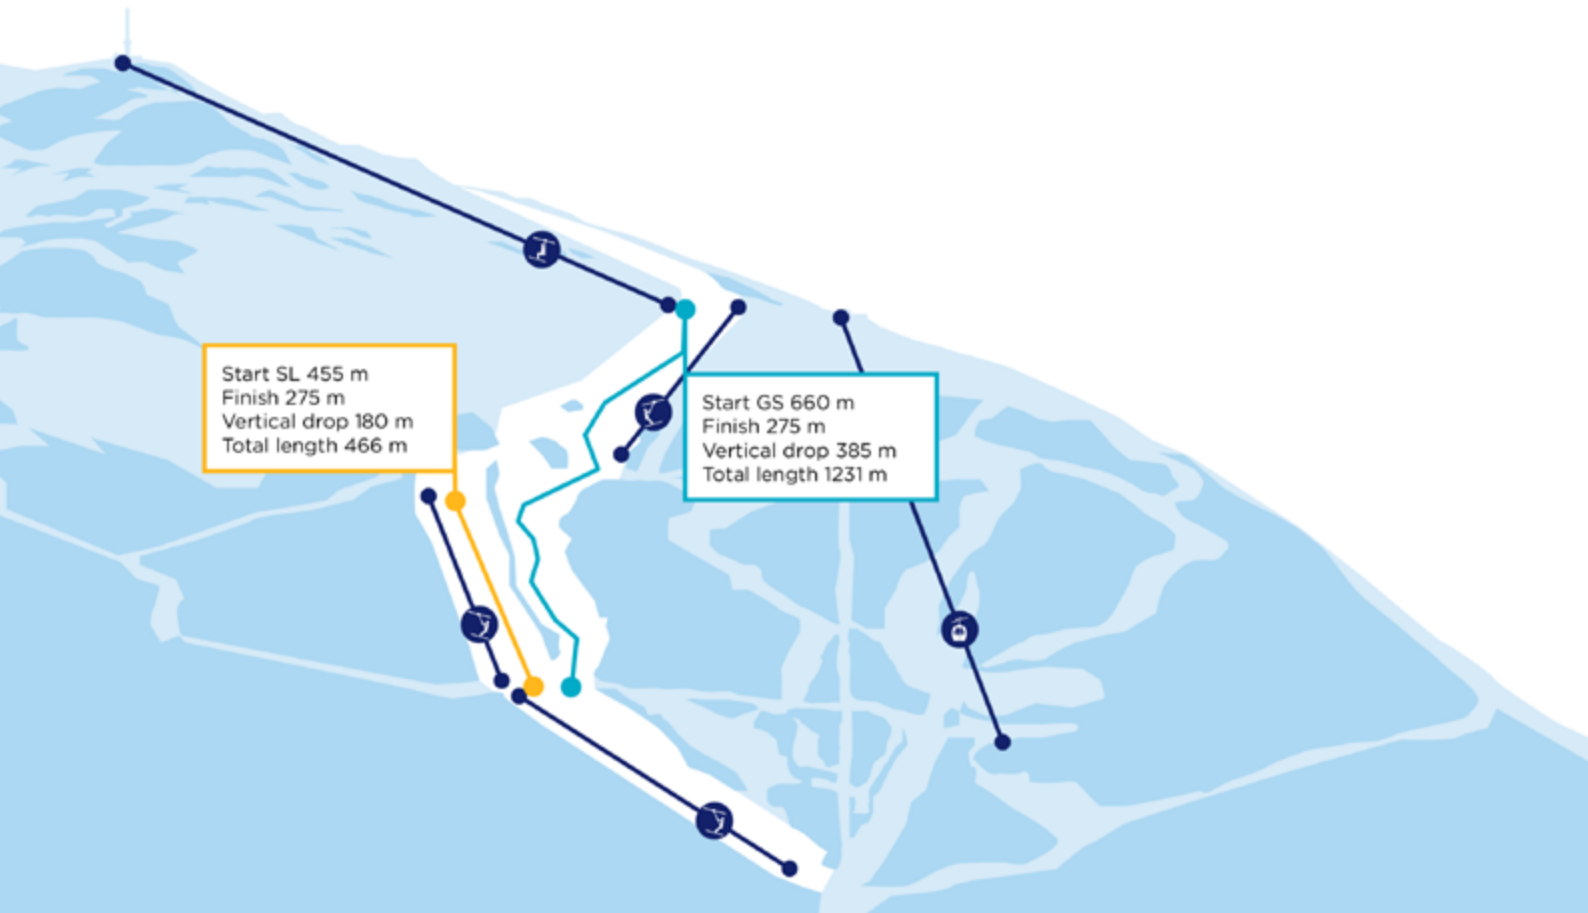 Start SL 455 m
Finish 275 m
Vertical drop 180 m
Total length 466 m
Start GS 660 m
Finish 275 m
Vertical drop 385 m
Total length 1231 m